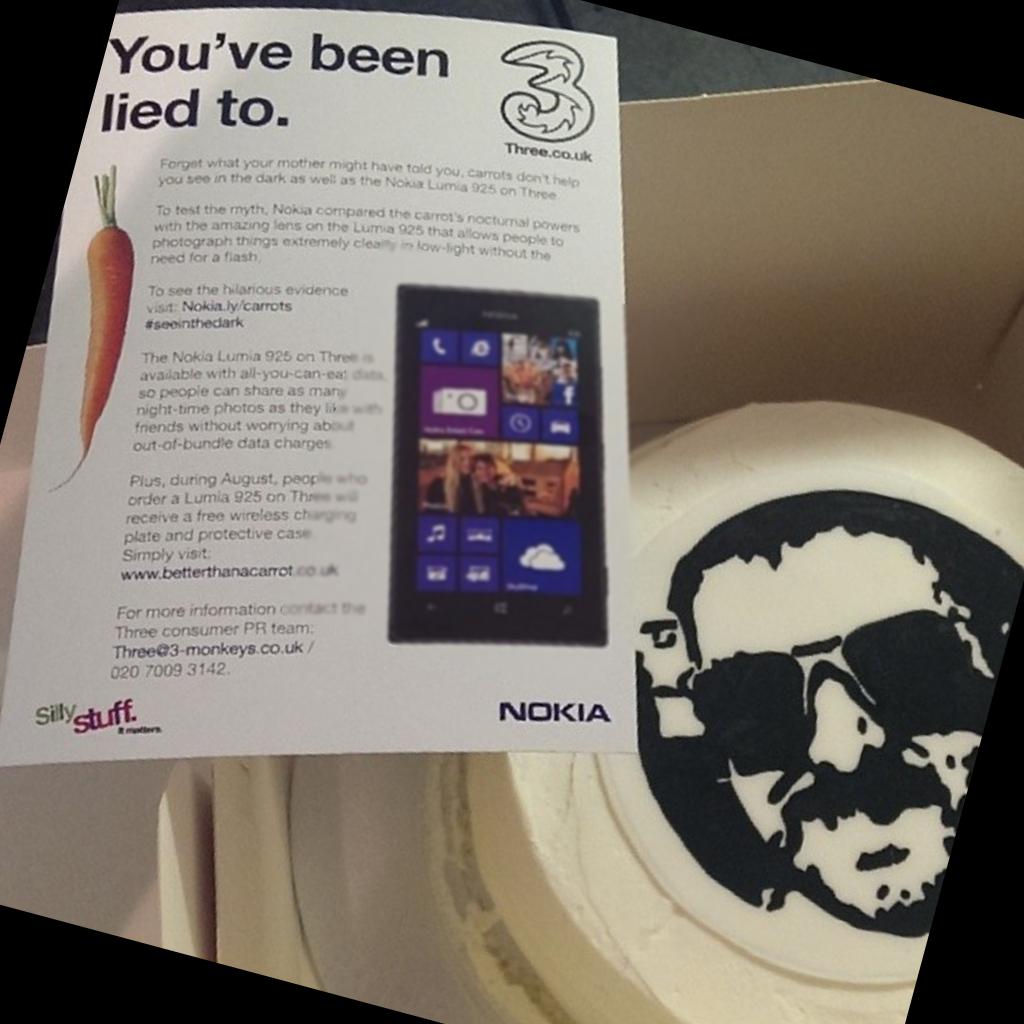 You've been
lied to.
Three.co.uk
Forget what your mother might have told you, carrots don't help
you see in the dark as well as the Nokia Lumia 925 on Three
To test the myth, Nokia compared the carrot's nocturnal powers
with the amazing lens on the Lumia 925 that allows people to
photograph things extremely clearly in low-light without the
need for a flash.
To see the hilarious evidence
visit: Nokia.ly/carrots
#seeinthedark
The Nokia Lumia 925 on Three is
available with all-you-can-eat data,
so people can share as many
night-time photos as they like with
friends without worrying about
out-of-bundle data charges.
Plus, during August, people who
order a Lumia 925 on Three will
receive a free wireless charging
plate and protective case.
Simply visit:
www.betterthanacarrot.co.uk
For more information contact the
Three consumer PR team:
Three@3-monkeys.co.uk /
020 7009 3142.
Silly stuff.
It matters.
NOKIA